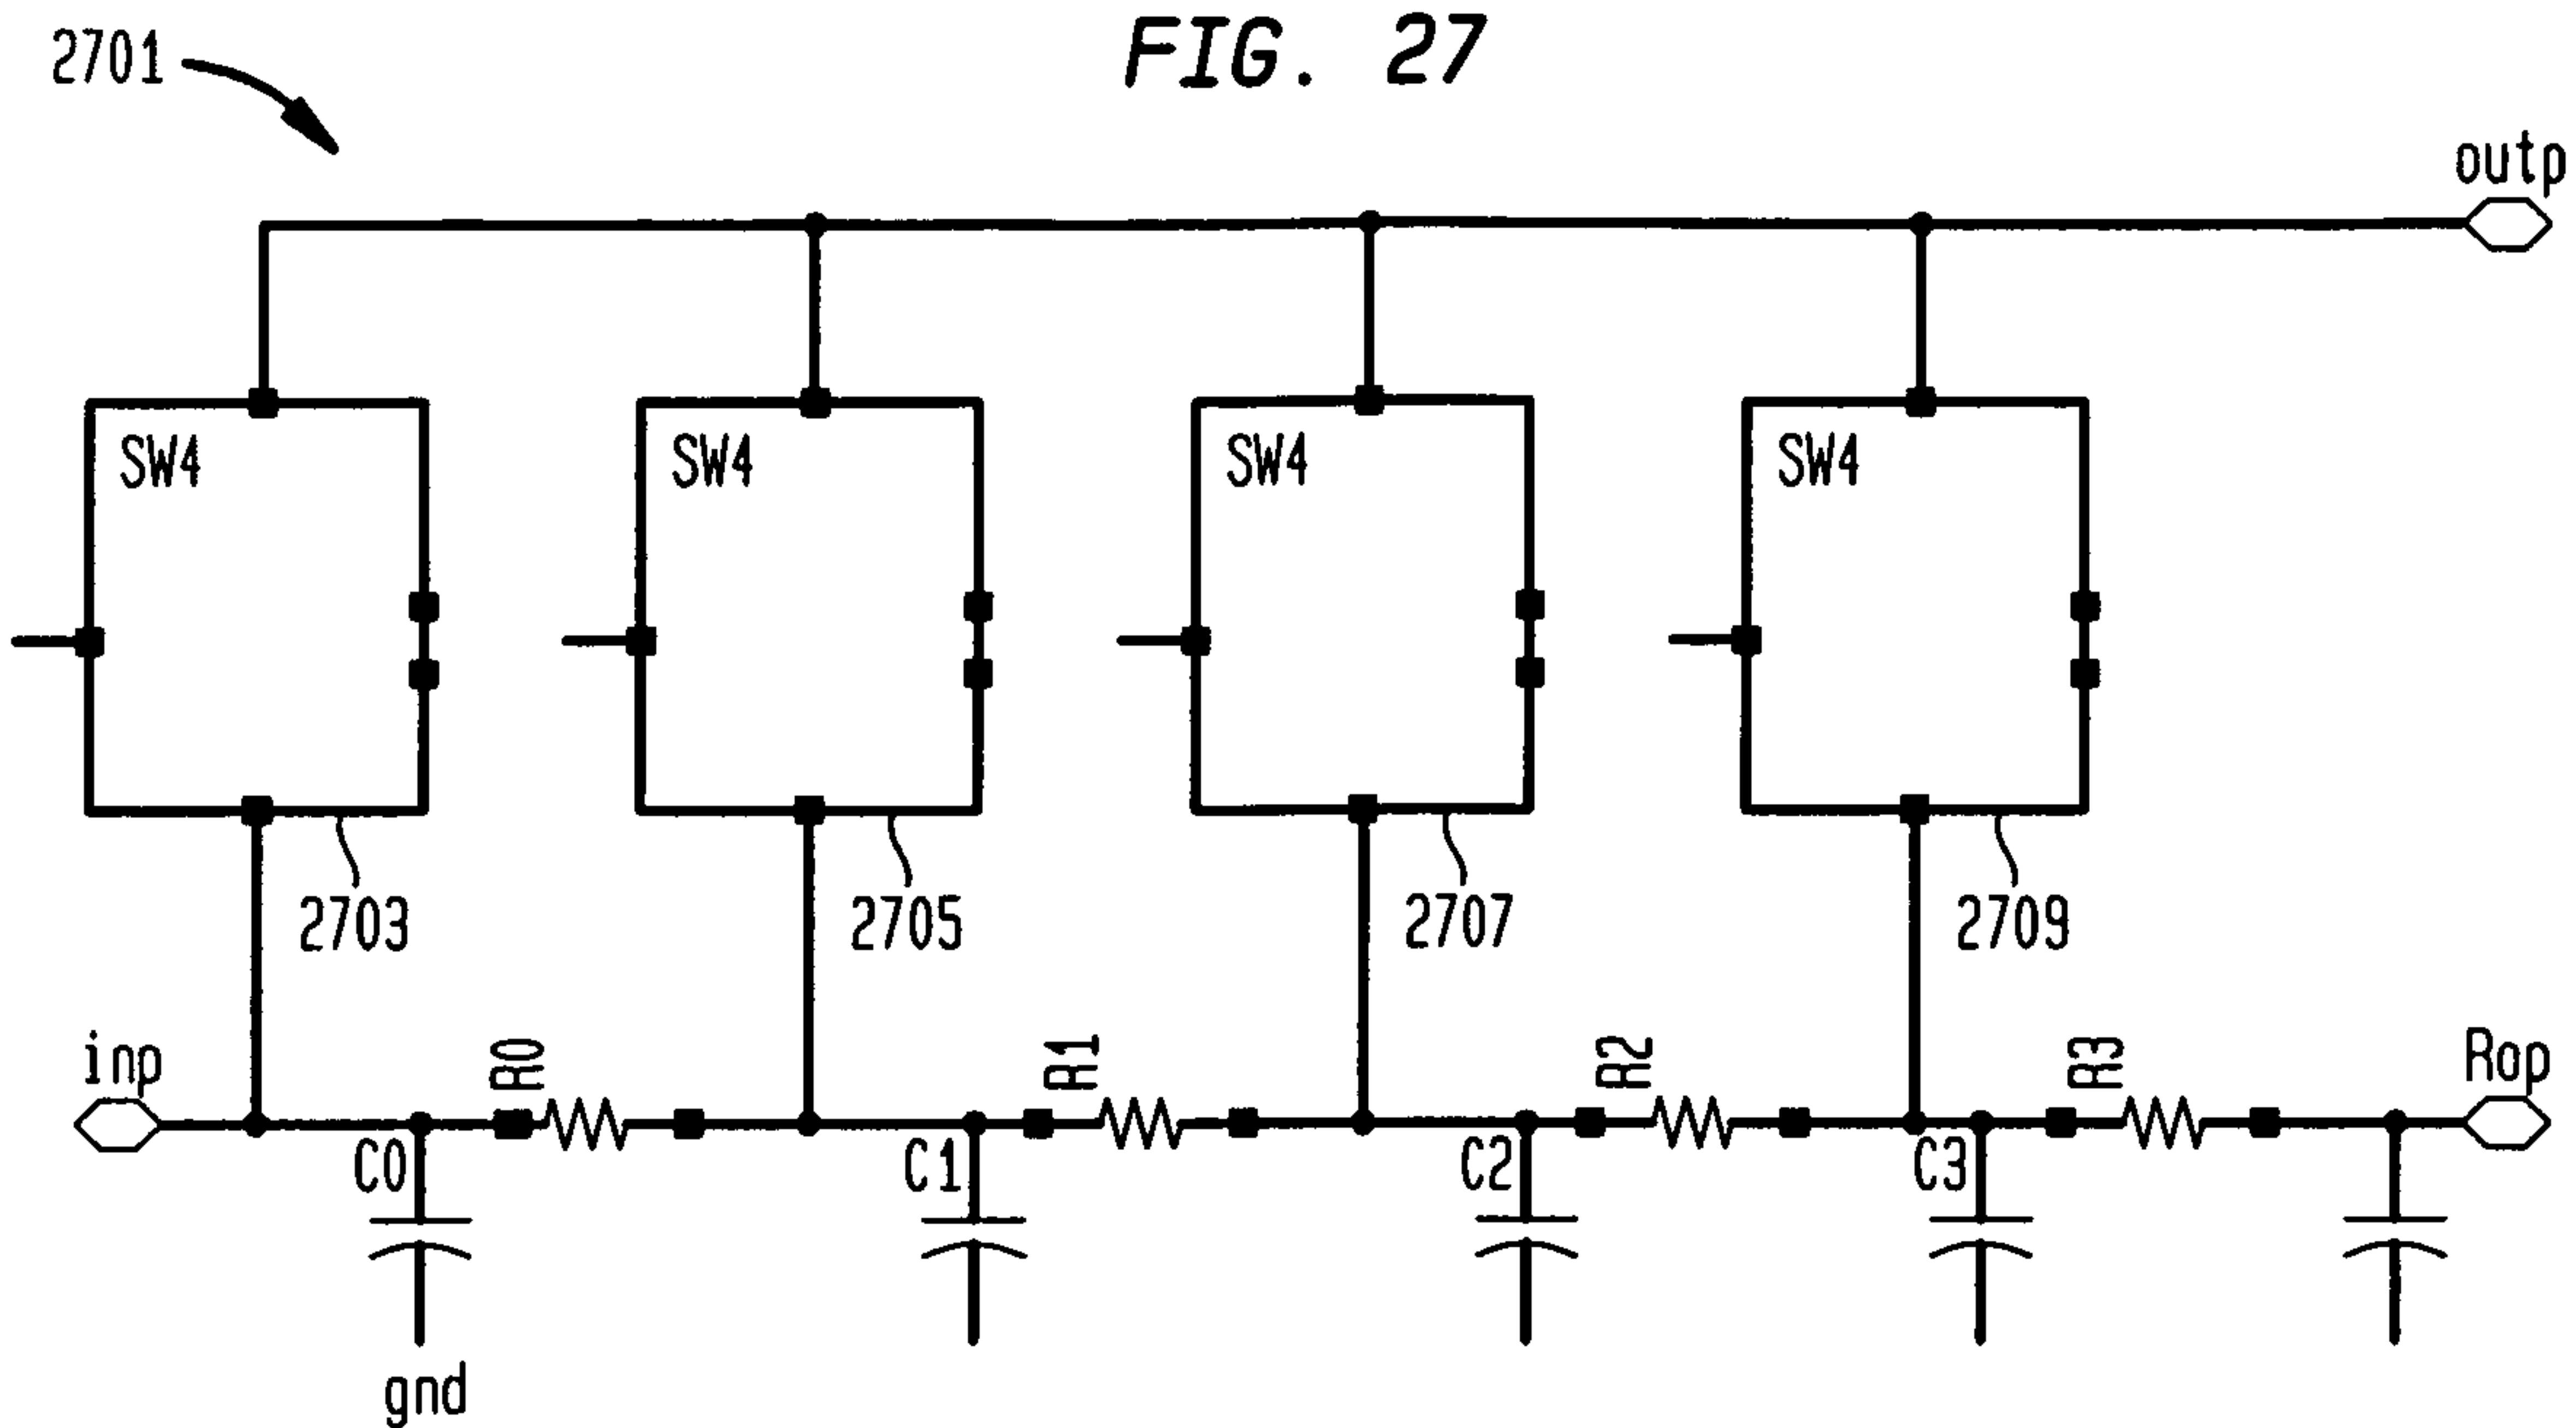 FIG. 27
2701
outp
SW4 SW4 SW4 SW4
2703 2705 2707 2709
inp R0 R1 R2 R3 Rop
C0 C1 C2 C3
gnd